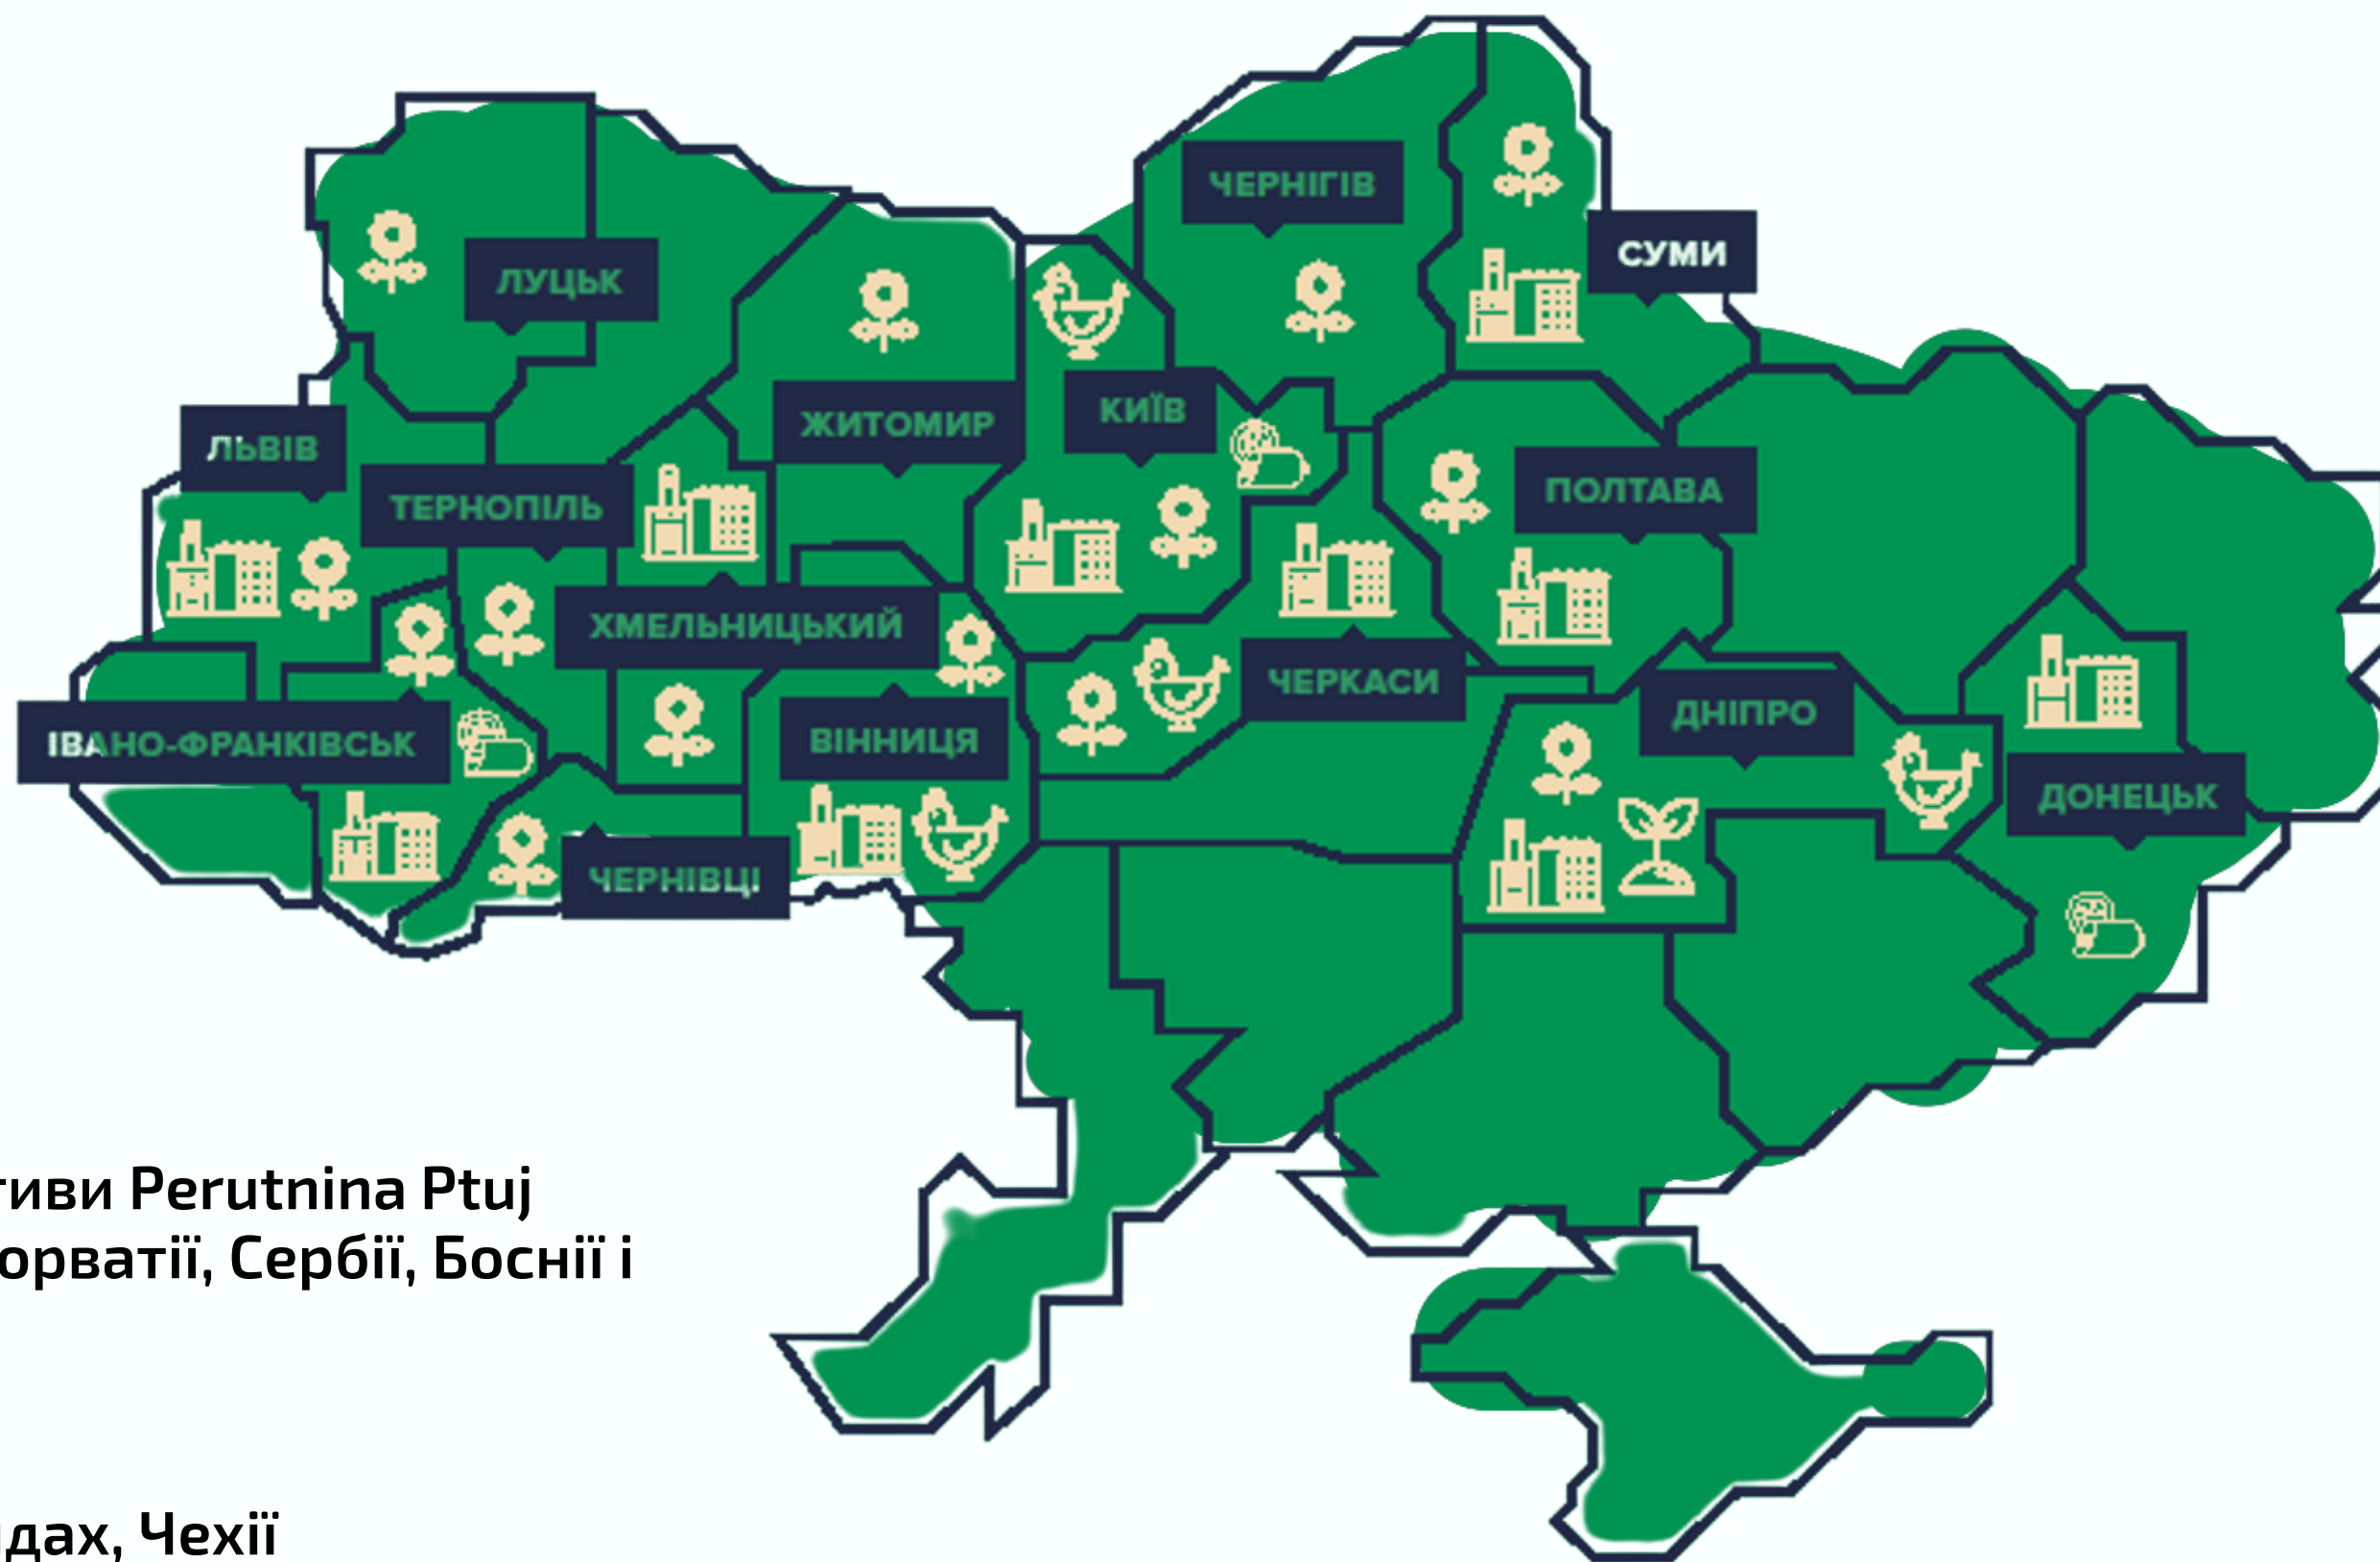 ЧЕРНІГІВ
СУМИ
ЛУЦЬК
КИЇВ
ЖИТОМИР
ЛЬВІВ
ПОЛТАВА
ТЕРНОПІЛЬ
ХМЕЛЬНИЦЬКИЙ
ЧЕРКАСИ
ДНІПРО
ІВАНО-ФРАНКІВСЬК
ВІННИЦЯ
ДОНЕЦЬК
ЧЕРНІВЦІ
тиви Perutnina Ptuj
орватії, Сербії, Боснії і
дах, Чехії